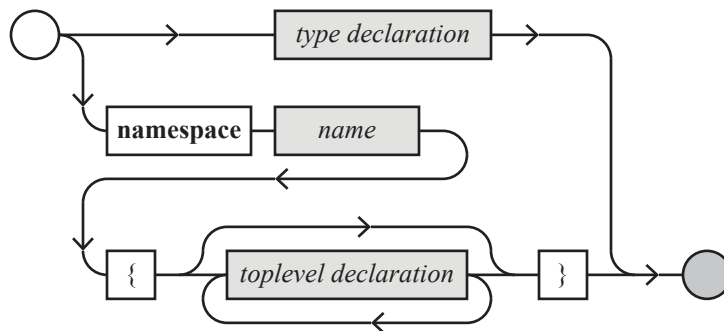 type declaration
namespace name
{ toplevel declaration }